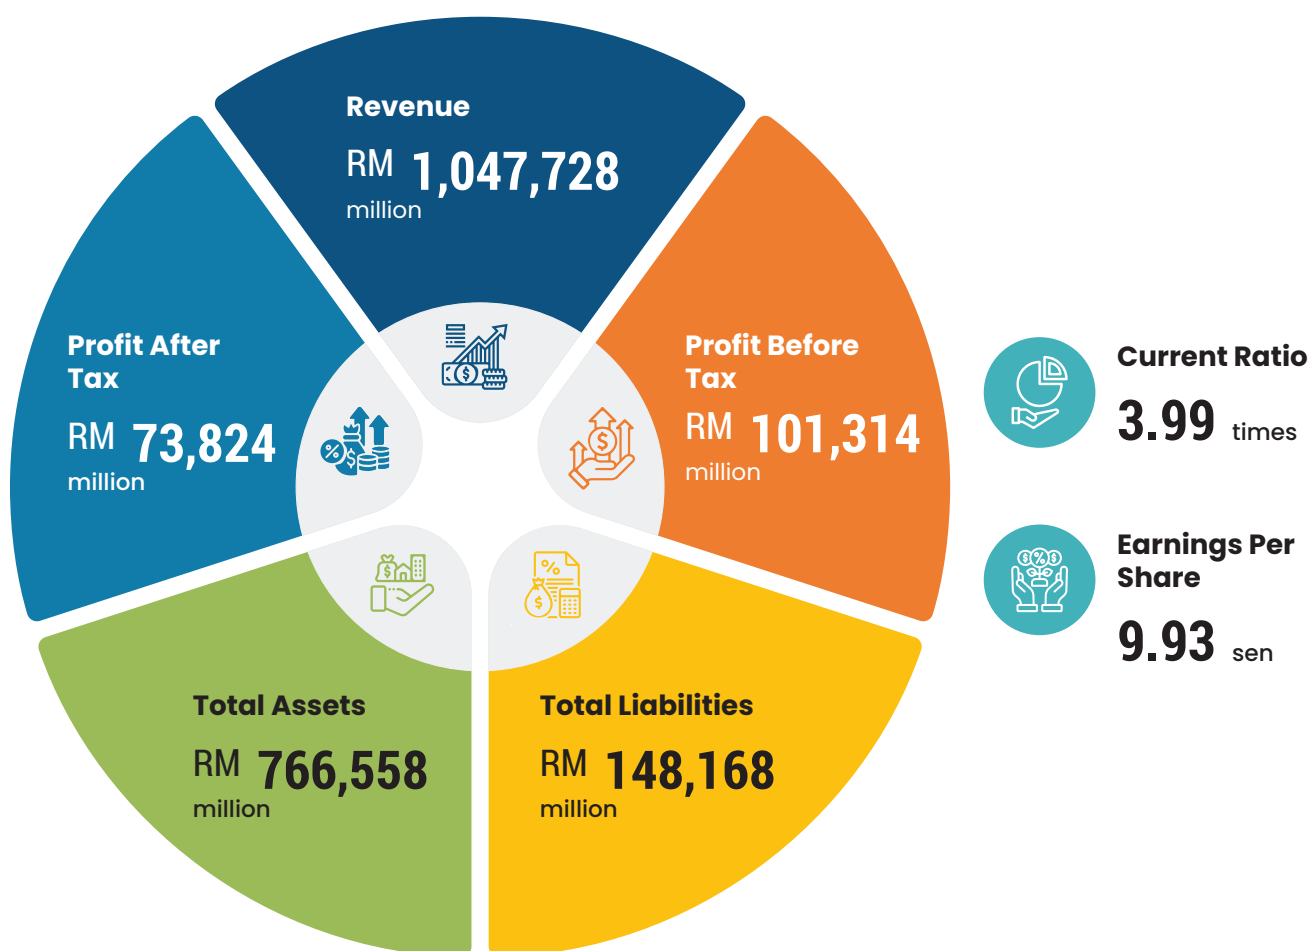 Revenue
RM 1,047,728
million
Profit After
Tax
RM 73,824
million
Profit Before
Tax
RM 101,314
million
Total Assets
RM 766,558
million
Total Liabilities
RM 148,168
million
Current Ratio
3.99 times
Earnings Per
Share
9.93 sen